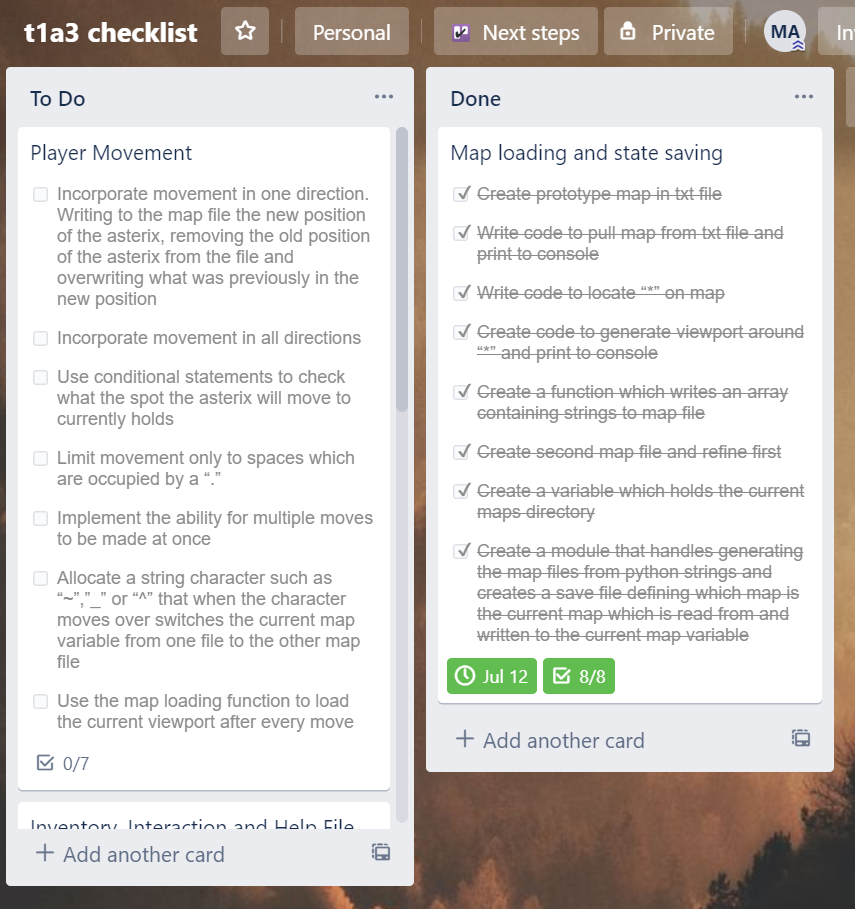 t1a3 checklist
Personal
Next steps
Private
MA
To Do
Player Movement
Incorporate movement in one direction.
Writing to the map file the new position
of the asterix, removing the old position
of the asterix from the file and
overwriting what was previously in the
new position
Incorporate movement in all directions
Use conditional statements to check
what the spot the asterix will move to
currently holds
Limit movement only to spaces which
are occupied by a “.”
Implement the ability for multiple moves
to be made at once
Allocate a string character such as
“~”,”_” or “^” that when the character
moves over switches the current map
variable from one file to the other map
file
Use the map loading function to load
the current viewport after every move
0/7
Inventory, Interaction and Help File
Add another card
Done
Map loading and state saving
Create prototype map in txt file
Write code to pull map from txt file and
print to console
Write code to locate “*” on map
Create code to generate viewport around
“*” and print to console
Create a function which writes an array
containing strings to map file
Create second map file and refine first
Create a variable which holds the current
maps directory
Create a module that handles generating
the map files from python strings and
creates a save file defining which map is
the current map which is read from and
written to the current map variable
Jul 12
8/8
Add another card